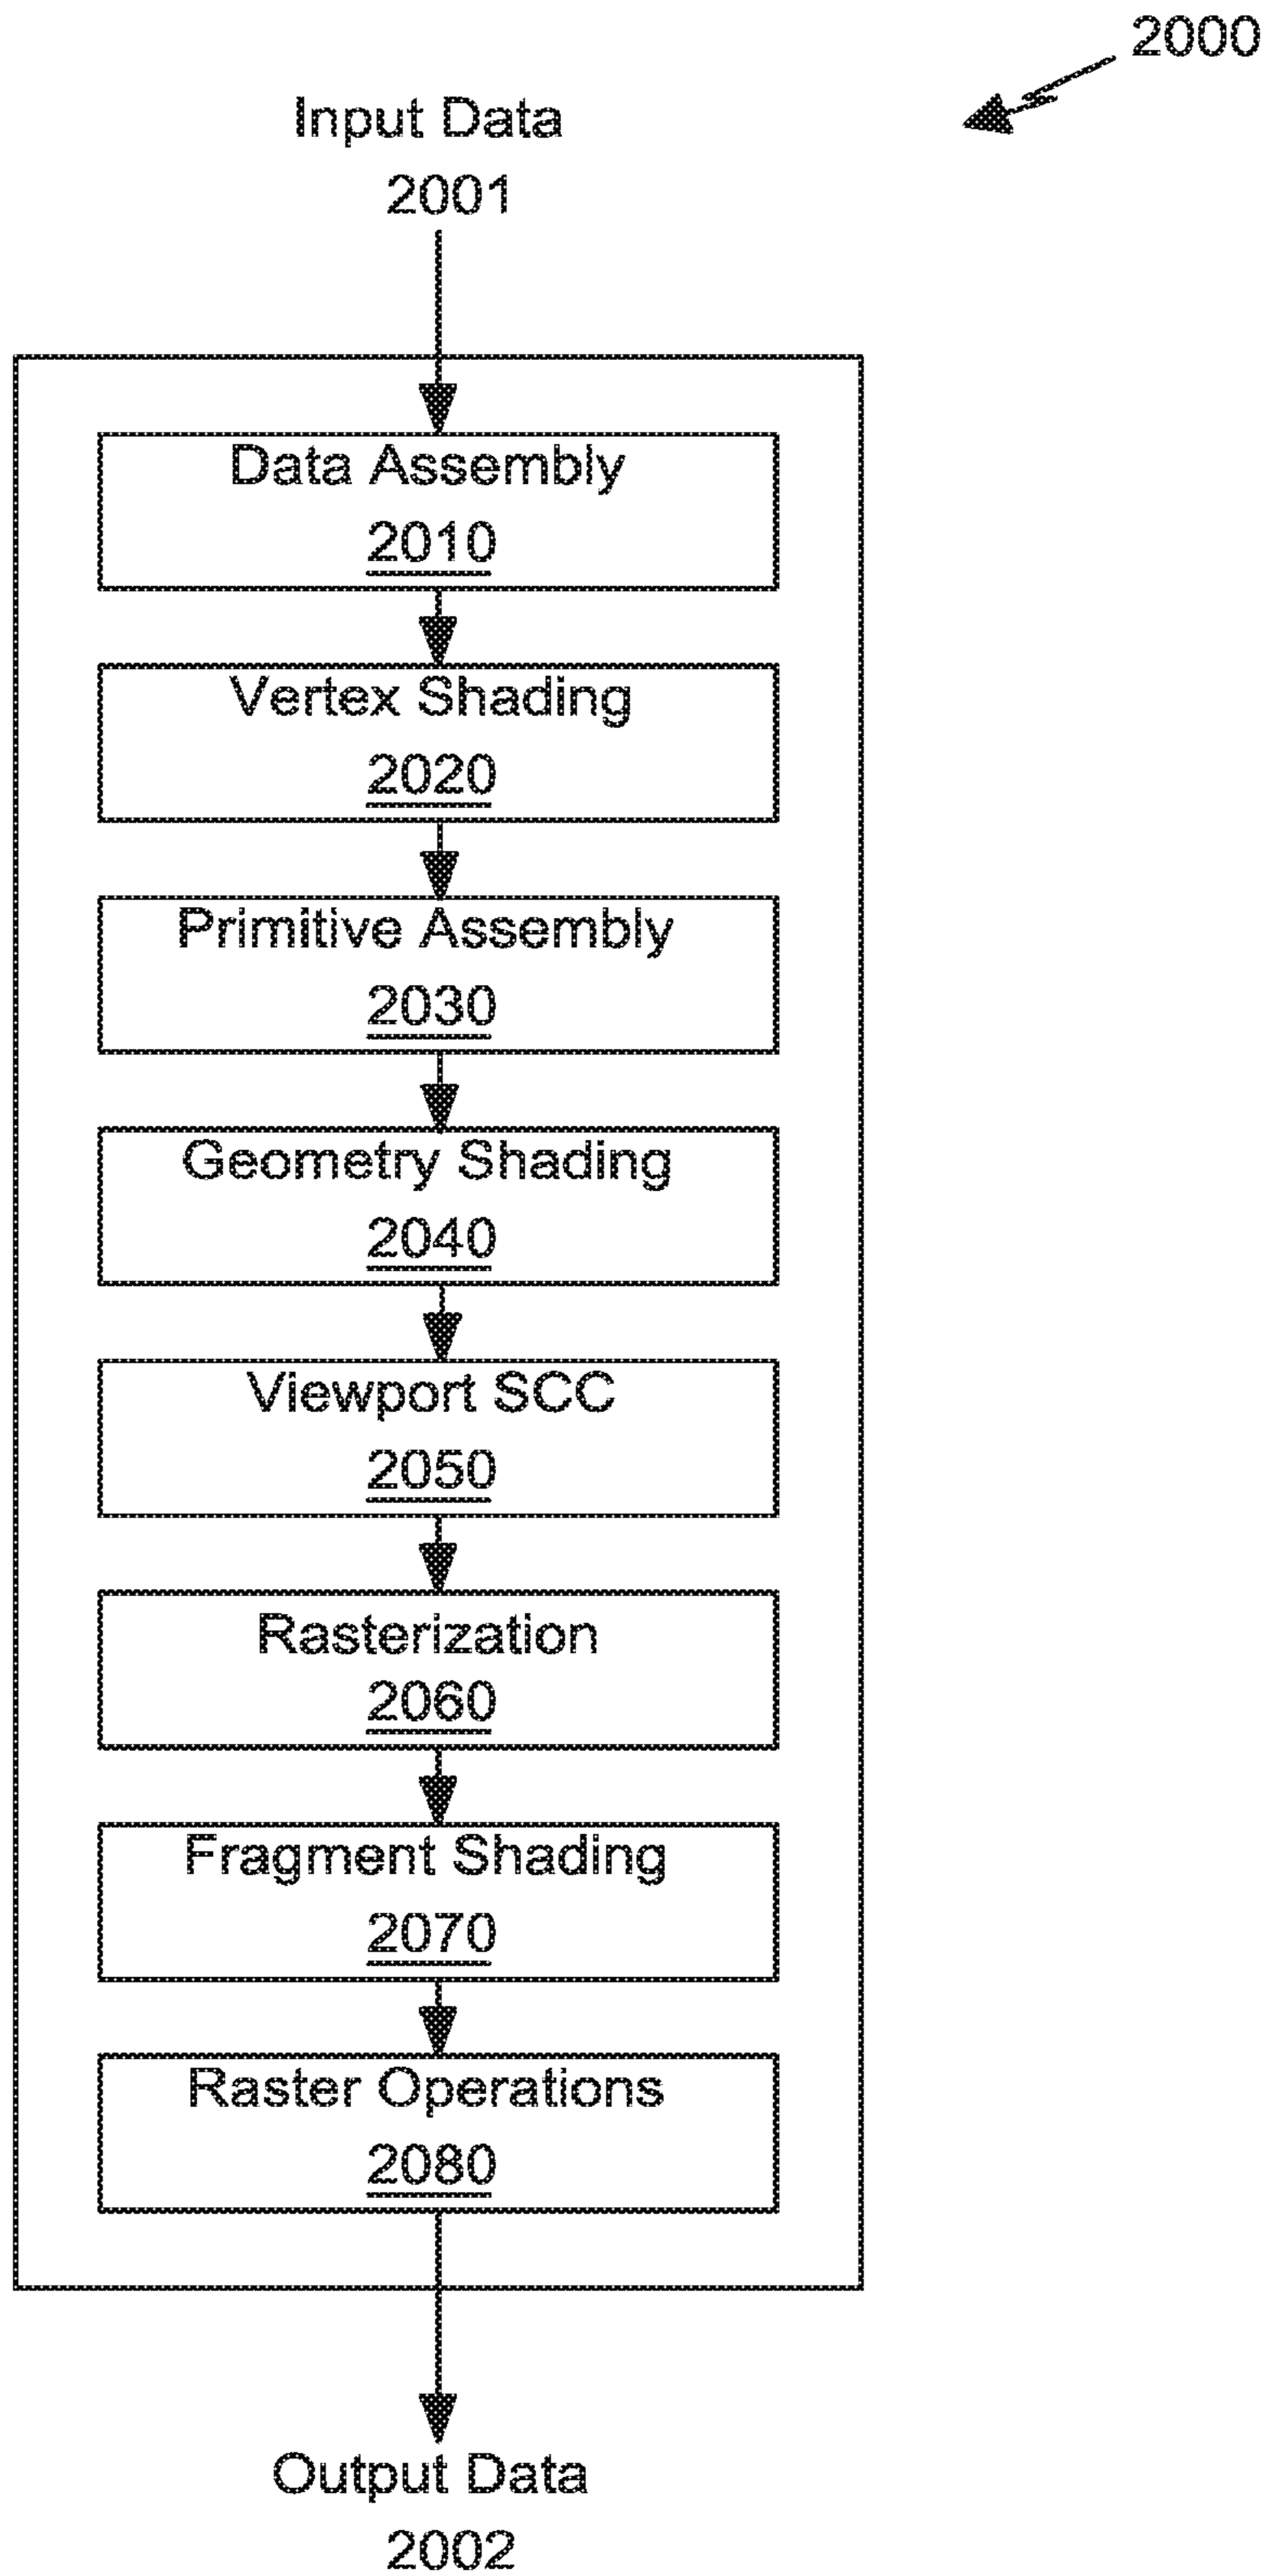 2000
Input Data
2001
Data Assembly
2010
Vertex Shading
2020
Primitive Assembly
2030
Geometry Shading
2040
Viewport SCC
2050
Rasterization
2060
Fragment Shading
2070
Raster Operations
2080
Output Data
2002